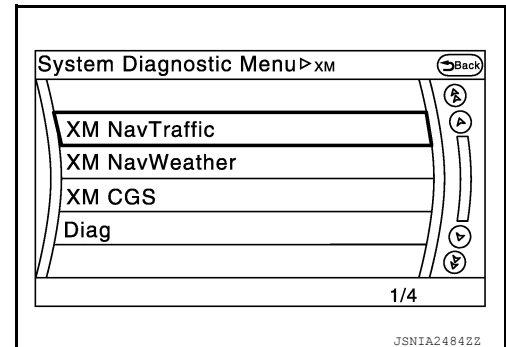 System Diagnostic Menu▷XM
Back
XM NavTraffic
XM NavWeather
XM CGS
Diag
1/4
JSNIA2484ZZ